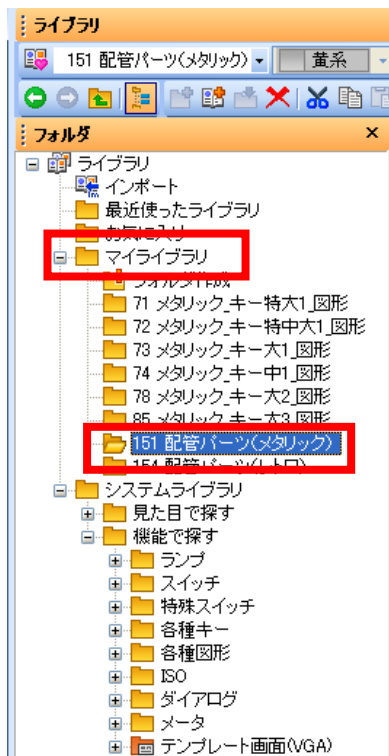 ライブラリ
151 配管パーツ(メタリック)
黄系
フォルダ
ライブラリ
インポート
最近使ったライブラリ
お気に入り
マイライブラリ
フォルダ作成
71 メタリック_キー特大1_図形
72 メタリック_キー特中大1_図形
73 メタリック_キー大1_図形
74 メタリック_キー中1_図形
78 メタリック_キー大2_図形
85 メタリック_キー大3_図形
151 配管パーツ(メタリック)
154 配管パーツ(レトロ)
システムライブラリ
見た目で探す
機能で探す
ランプ
スイッチ
特殊スイッチ
各種キー
各種図形
ISO
ダイアログ
メータ
テンプレート画面(VGA)